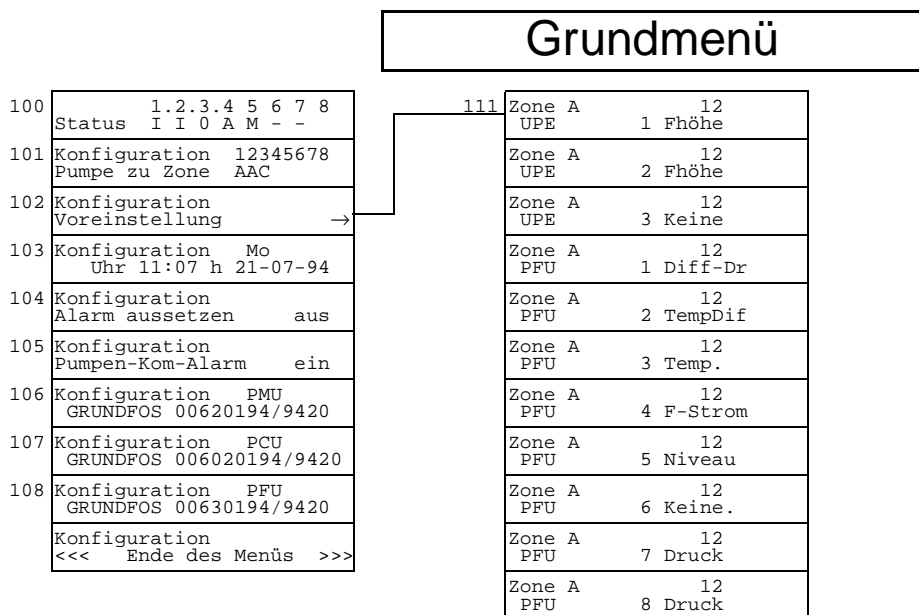 Grundmenü
100 1.2.3.4 5 6 7 8
Status I I 0 A M - -
101 Konfiguration 12345678
Pumpe zu Zone AAC
102 Konfiguration
Voreinstellung →
103 Konfiguration Mo
Uhr 11:07 h 21-07-94
104 Konfiguration
Alarm aussetzen aus
105 Konfiguration
Pumpen-Kom-Alarm ein
106 Konfiguration PMU
GRUNDFOS 00620194/9420
107 Konfiguration PCU
GRUNDFOS 006020194/9420
108 Konfiguration PFU
GRUNDFOS 00630194/9420
Konfiguration
<<< Ende des Menüs >>>
111 Zone A 12
UPE 1 Fhöhe
Zone A 12
UPE 2 Fhöhe
Zone A 12
UPE 3 Keine
Zone A 12
PFU 1 Diff-Dr
Zone A 12
PFU 2 TempDif
Zone A 12
PFU 3 Temp.
Zone A 12
PFU 4 F-Strom
Zone A 12
PFU 5 Niveau
Zone A 12
PFU 6 Keine.
Zone A 12
PFU 7 Druck
Zone A 12
PFU 8 Druck